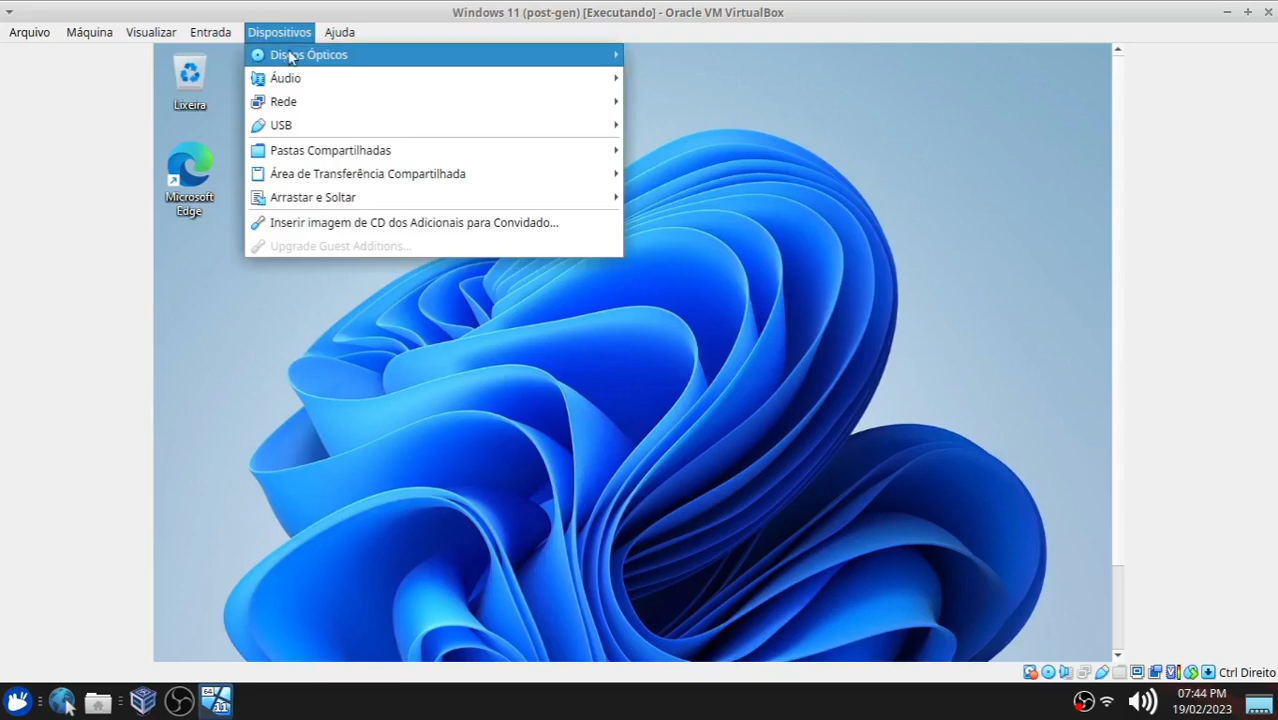 Windows 11 (post-gen) [Executando] - Oracle VM VirtualBox
Arquivo Máquina Visualizar Entrada Dispositivos Ajuda
Discos Ópticos
Áudio
Rede
USB
Pastas Compartilhadas
Área de Transferência Compartilhada
Arrastar e Soltar
Inserir imagem de CD dos Adicionais para Convidado...
Upgrade Guest Additions...
Lixeira
Microsoft
Edge
Ctrl Direito
64
11
07:44 PM
19/02/2023